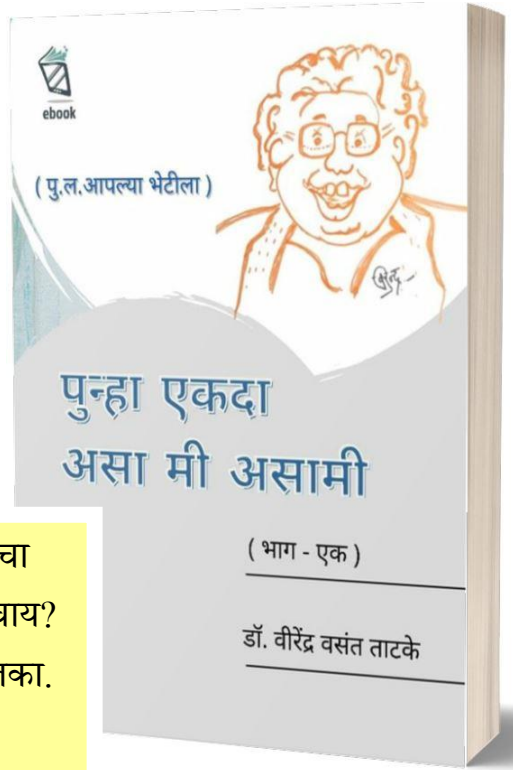 ebook
( पु.ल.आपल्या भेटीला )
पुन्हा एकदा
असा मी असामी
( भाग - एक )
डॉ. वीरेंद्र वसंत ताटके